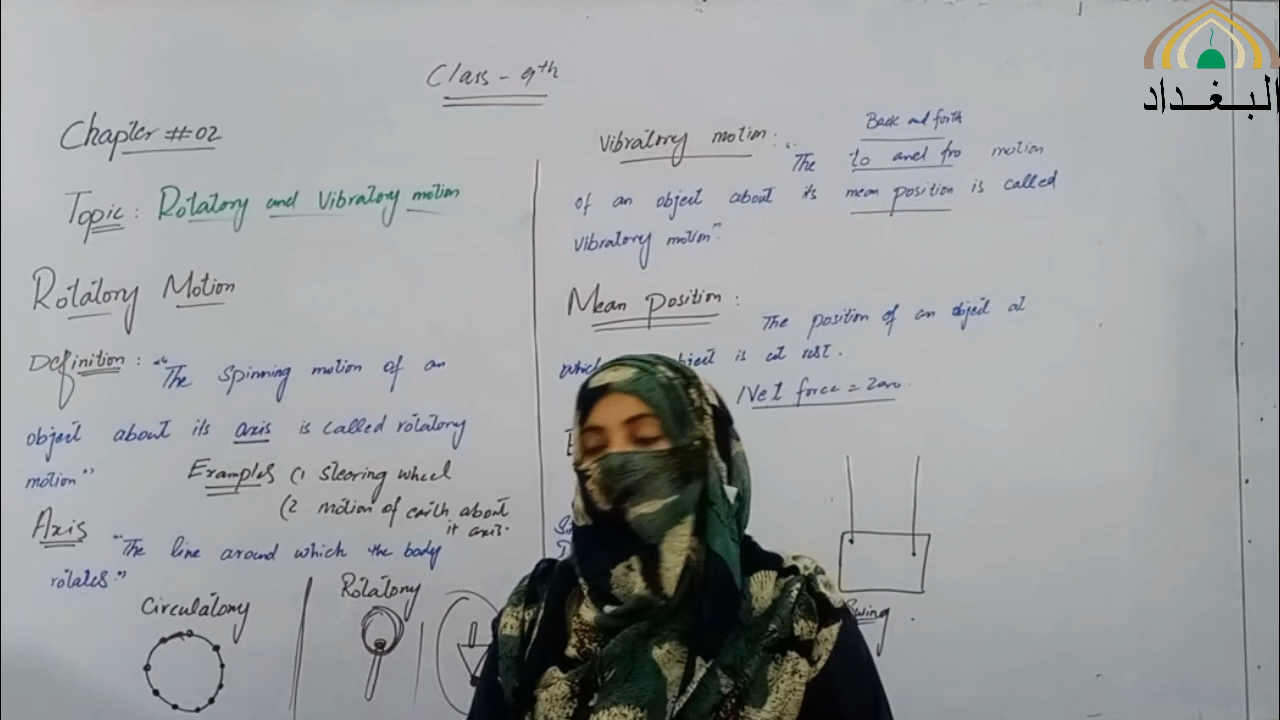 البغداد
Class - 9th
Chapter # 02
Topic : Rotatory and Vibratory motion
Rotatory Motion
Definition : "The spinning motion of an
object about its axis is called rotatory
motion"
Examples (1 stearing wheel
(2 motion of earth about
it axis.
Axis
"The line around which the body
rotates."
Circulatory
Rotatory
Vibratory motion :
Back and forth
"The to and fro motion
of an object about its mean position is called
Vibratory motion".
Mean Position :
The position of an object at
which object is at rest.
Net force = Zero.
Swing